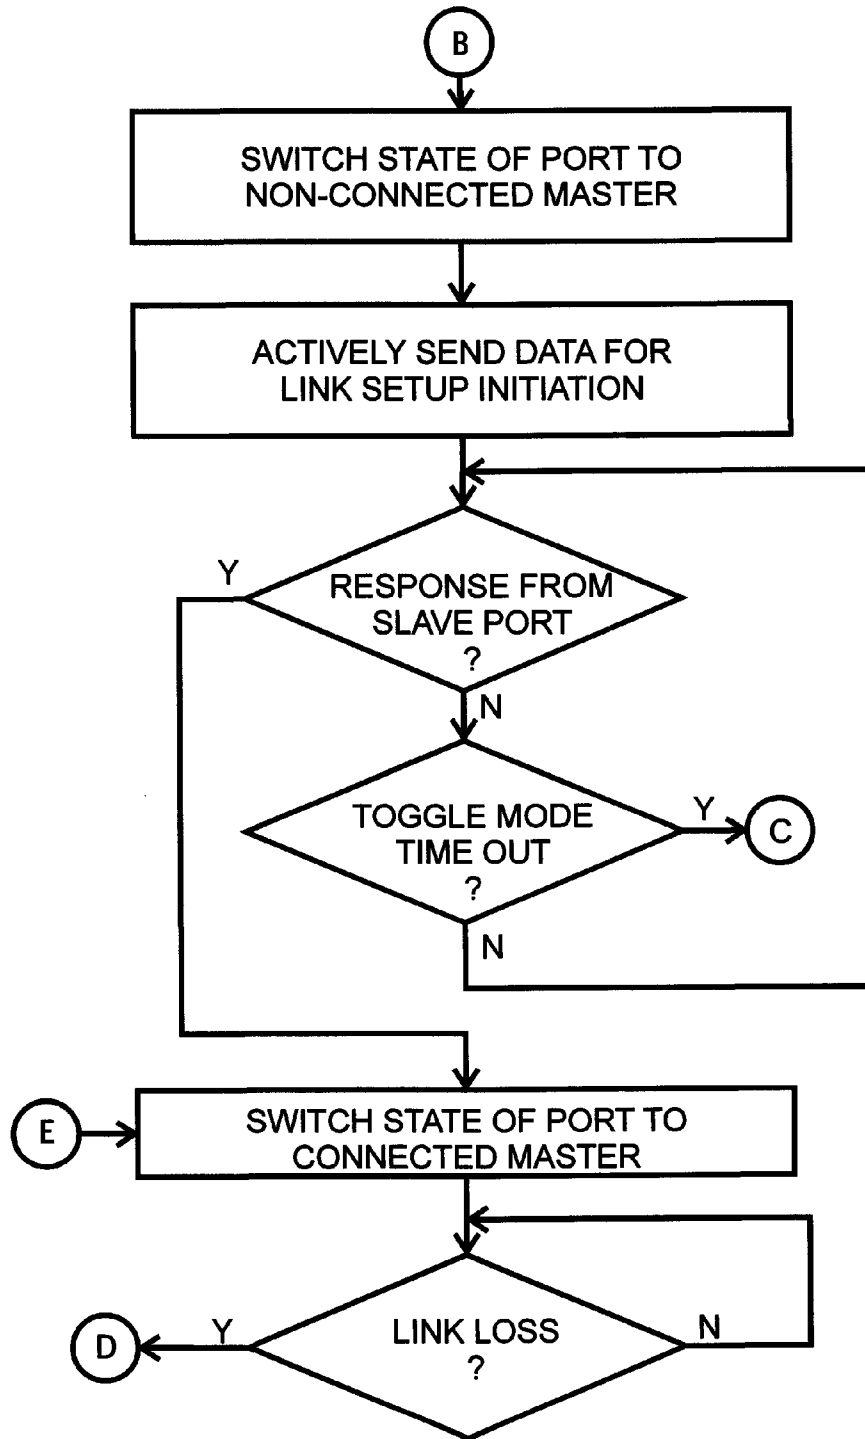 B
SWITCH STATE OF PORT TO
NON-CONNECTED MASTER
ACTIVELY SEND DATA FOR
LINK SETUP INITIATION
Y
RESPONSE FROM
SLAVE PORT
?
N
TOGGLE MODE
TIME OUT
?
Y
C
N
E
SWITCH STATE OF PORT TO
CONNECTED MASTER
D
Y
LINK LOSS
?
N